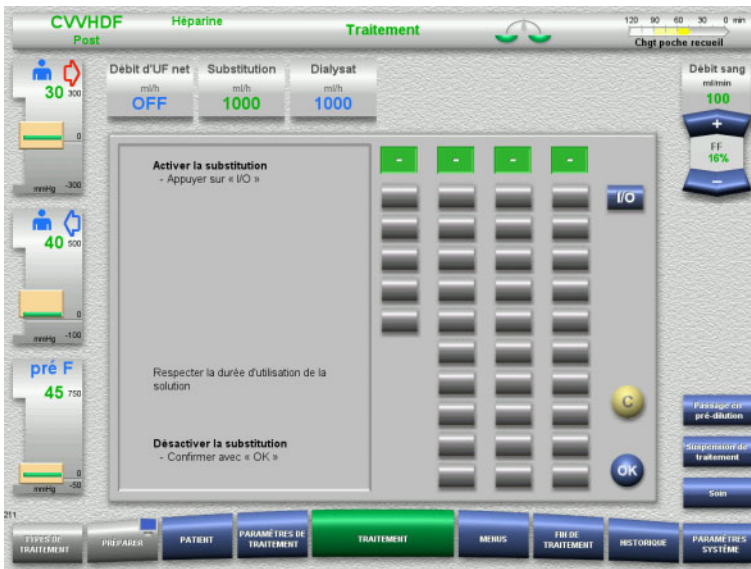 CVVHDF
Héparine
Traitement
120 90 60 30 0 min
Post
Chgt poche recueil
30 300
0
mmHg -300
40 500
0
mmHg -100
pré F
45 750
0
mmHg -50
Débit d'UF net
ml/h
OFF
Substitution
ml/h
1000
Dialysat
ml/h
1000
Débit sang
ml/min
100
+
FF
16%
–
Activer la substitution
- Appuyer sur « I/O »
Respecter la durée d'utilisation de la
solution
Désactiver la substitution
- Confirmer avec « OK »
- - - -
I/O
C
OK
Passage en
pré-dilution
Suspension de
traitement
Soin
211
TYPES DE
TRAITEMENT
PRÉPARER
PATIENT
PARAMÈTRES DE
TRAITEMENT
TRAITEMENT
MENUS
FIN DE
TRAITEMENT
HISTORIQUE
PARAMÈTRES
SYSTÈME